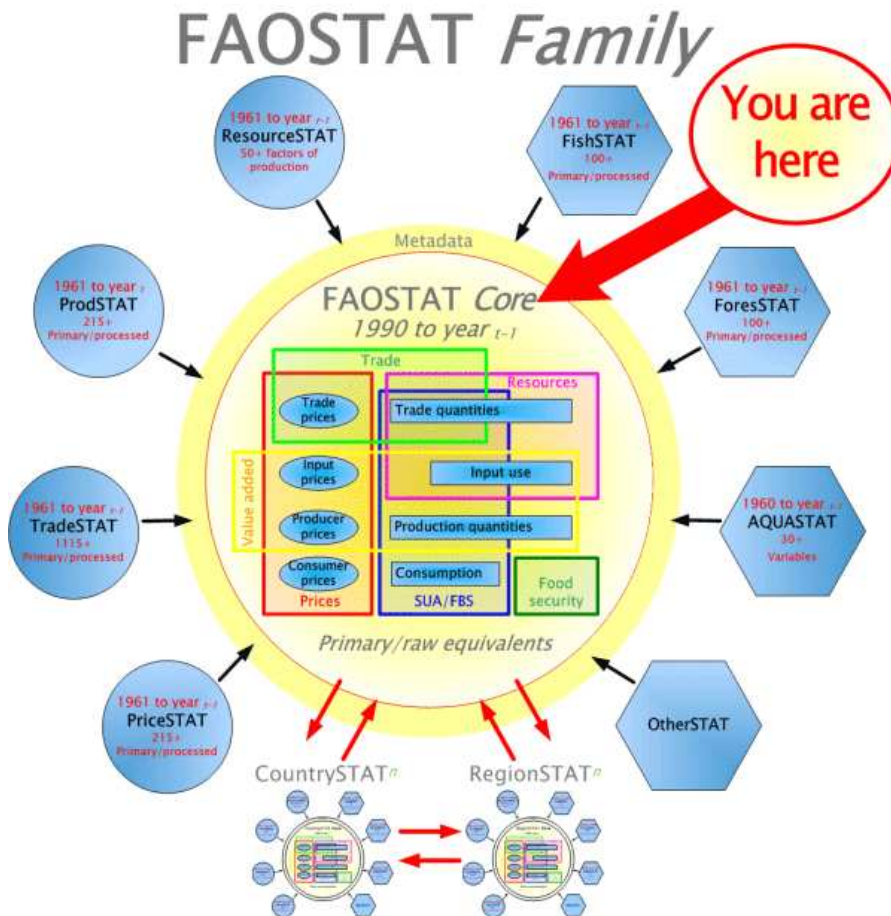 FAOSTAT Family
You are
here
1961 to year t-1
ResourceSTAT
50+ factors of
production
1961 to year t-1
FishSTAT
100+
Primary/processed
Metadata
FAOSTAT Core
1990 to year t-1
1961 to year t
ProdSTAT
215+
Primary/processed
1961 to year t-1
ForesSTAT
100+
Primary/processed
Trade
Resources
Trade
prices
Trade quantities
Value added
Input
prices
Input use
Producer
prices
Production quantities
Consumer
prices
Consumption
Prices
SUA/FBS
Food
security
Primary/raw equivalents
1961 to year t-1
TradeSTAT
1115+
Primary/processed
1960 to year t-1
AQUASTAT
30+
Variables
1961 to year t-1
PriceSTAT
215+
Primary/processed
OtherSTAT
CountrySTATn
RegionSTATn